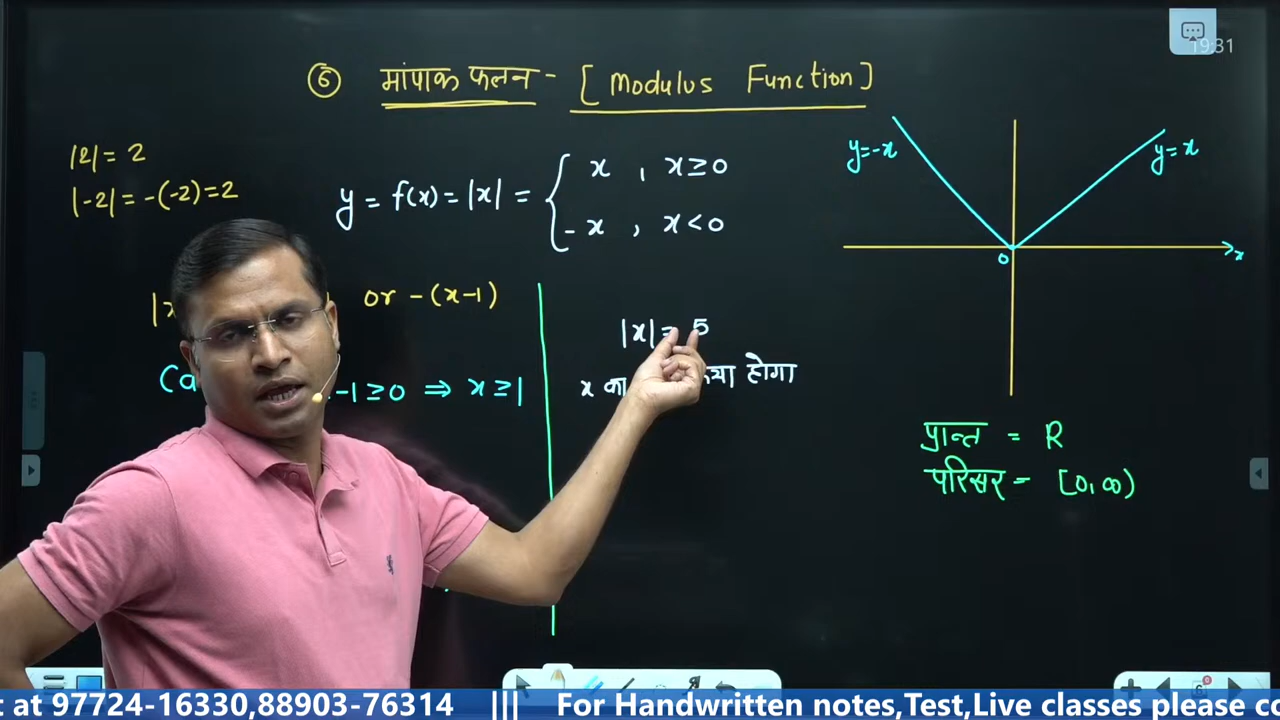 19:31
⑥ मांपाक फलन - [ Modulus Function ]
|2| = 2
|-2| = -(-2) = 2
y = f(x) = |x| = { x , x ≥ 0
- x , x < 0
y=-x
y=x
0
x
or - (x-1)
-1 ≥ 0 ⇒ x ≥ 1
|x| = 5
x का होगा
प्रान्त = R
परिसर = [0, ∞)
at 97724-16330,88903-76314 ||| For Handwritten notes,Test,Live classes please